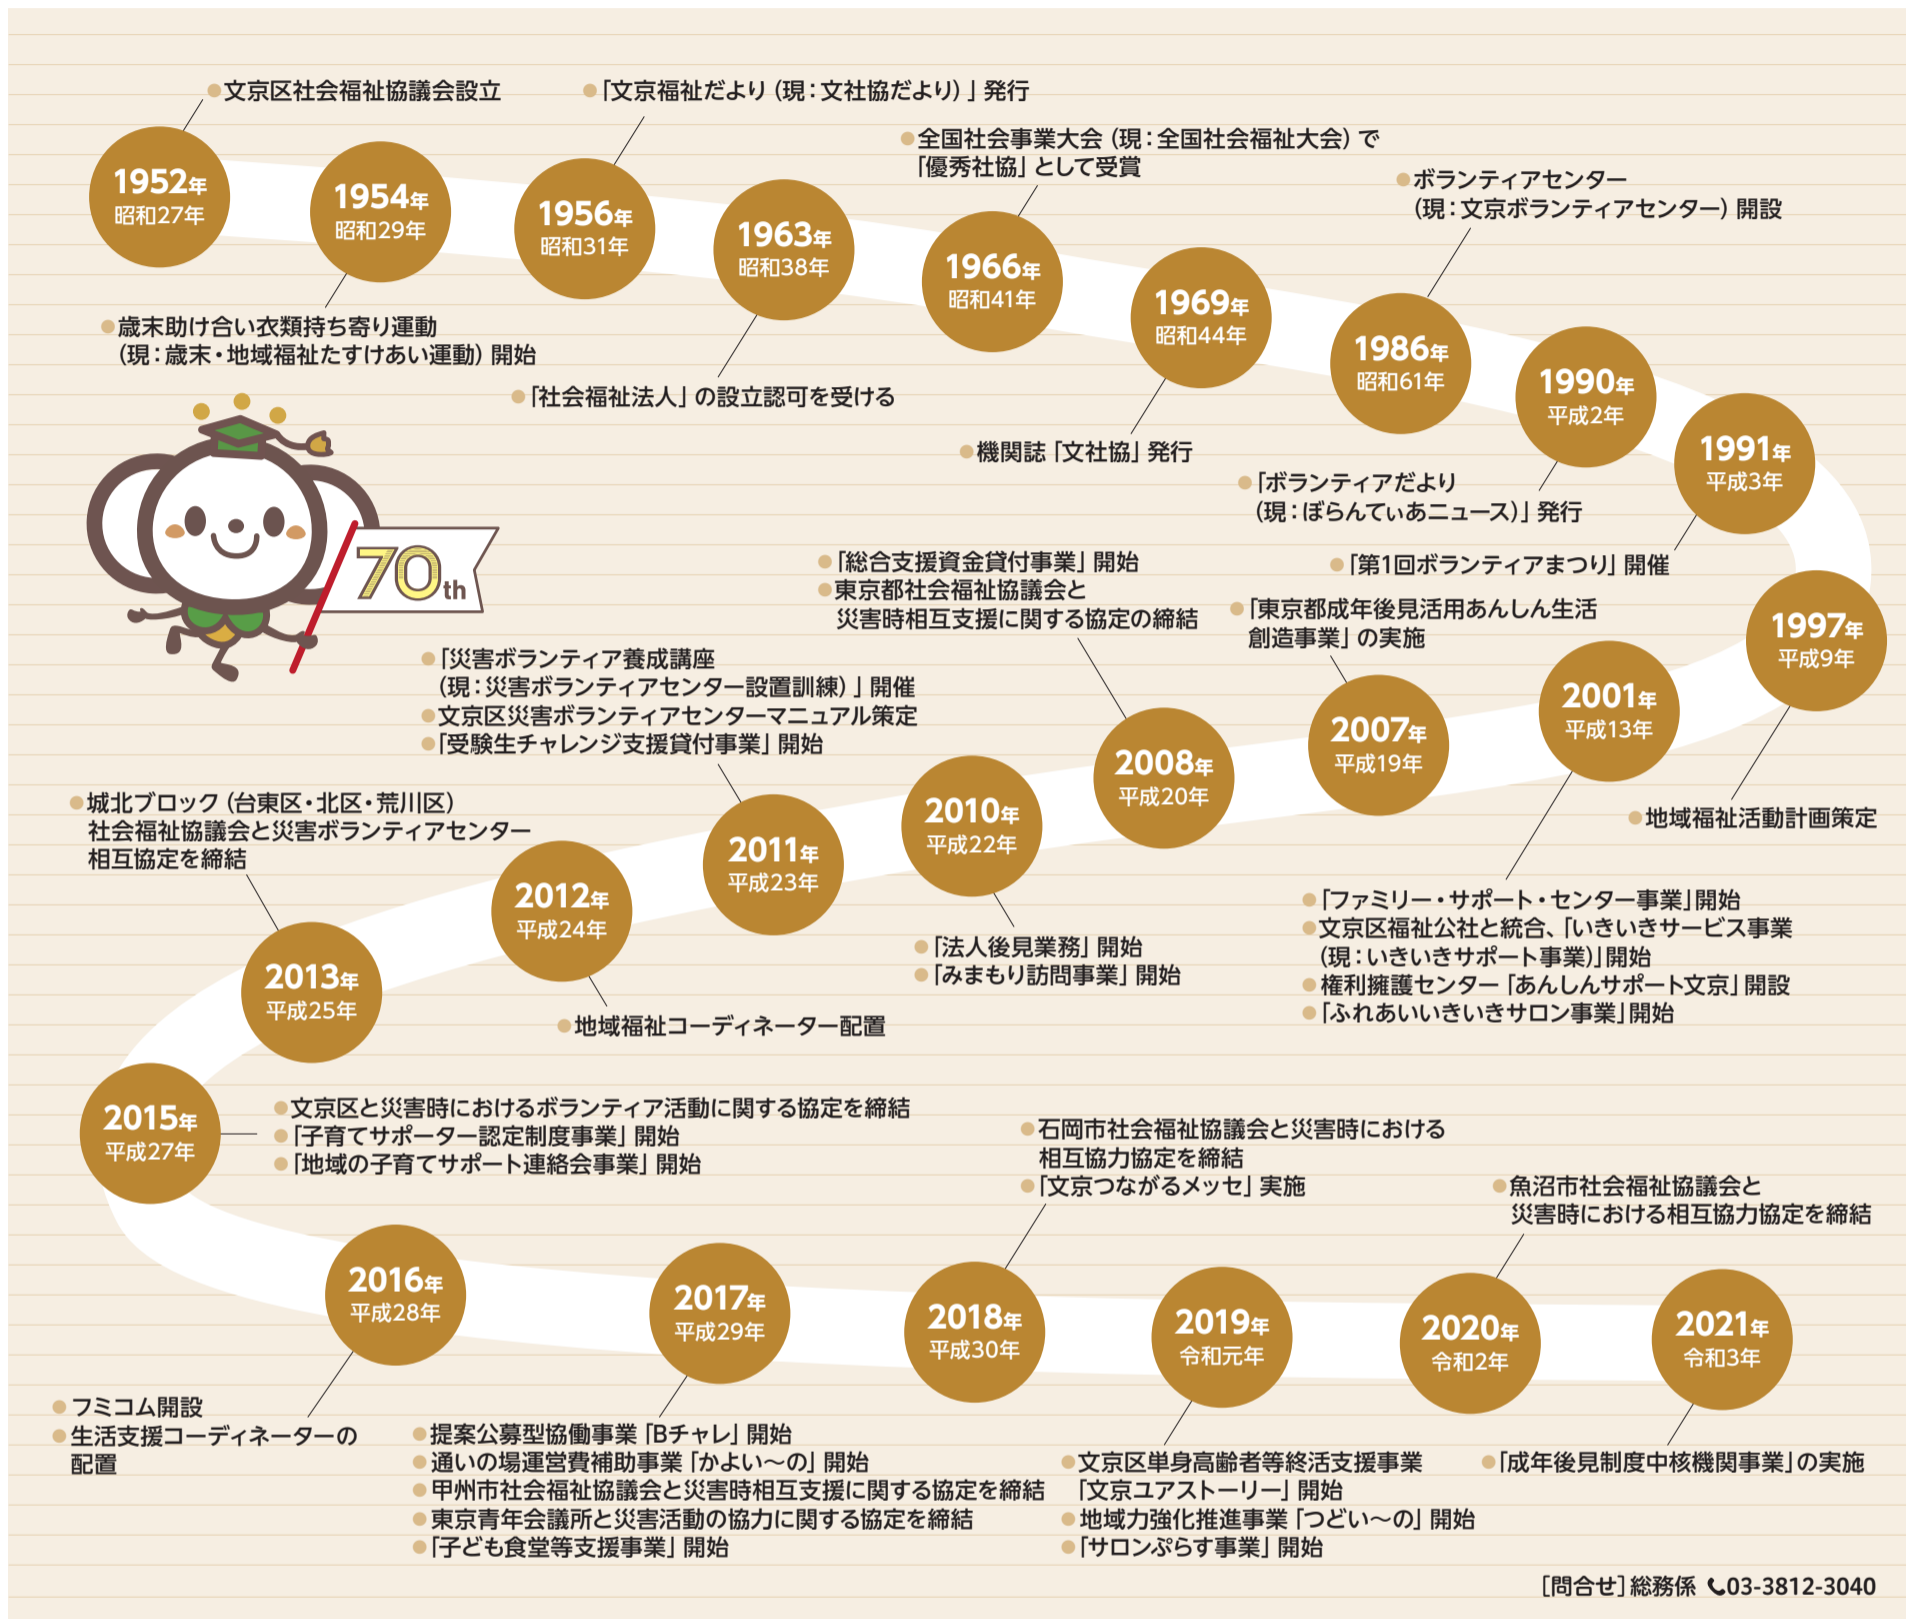 文京区社会福祉協議会設立
1952年
昭和27年
1954年
昭和29年
歳末助け合い衣類持ち寄り運動
（現：歳末・地域福祉たすけあい運動）開始
「文京福祉だより（現：文社協だより）」発行
1956年
昭和31年
1963年
昭和38年
「社会福祉法人」の設立認可を受ける
全国社会事業大会（現：全国社会福祉大会）で
「優秀社協」として受賞
1966年
昭和41年
1969年
昭和44年
機関誌「文社協」発行
ボランティアセンター
（現：文京ボランティアセンター）開設
1986年
昭和61年
1990年
平成2年
「ボランティアだより
（現：ぼらんてぃあニュース）」発行
1991年
平成3年
「第1回ボランティアまつり」開催
70th
1997年
平成9年
地域福祉活動計画策定
2001年
平成13年
「ファミリー・サポート・センター事業」開始
文京区福祉公社と統合、「いきいきサービス事業
（現：いきいきサポート事業）」開始
権利擁護センター「あんしんサポート文京」開設
「ふれあいいきいきサロン事業」開始
「東京都成年後見活用あんしん生活
創造事業」の実施
2007年
平成19年
「総合支援資金貸付事業」開始
東京都社会福祉協議会と
災害時相互支援に関する協定の締結
2008年
平成20年
2010年
平成22年
「法人後見業務」開始
「みまもり訪問事業」開始
「災害ボランティア養成講座
（現：災害ボランティアセンター設置訓練）」開催
文京区災害ボランティアセンターマニュアル策定
「受験生チャレンジ支援貸付事業」開始
2011年
平成23年
2012年
平成24年
地域福祉コーディネーター配置
城北ブロック（台東区・北区・荒川区）
社会福祉協議会と災害ボランティアセンター
相互協定を締結
2013年
平成25年
2015年
平成27年
文京区と災害時におけるボランティア活動に関する協定を締結
「子育てサポーター認定制度事業」開始
「地域の子育てサポート連絡会事業」開始
2016年
平成28年
フミコム開設
生活支援コーディネーターの
配置
2017年
平成29年
提案公募型協働事業「Bチャレ」開始
通いの場運営費補助事業「かよい〜の」開始
甲州市社会福祉協議会と災害時相互支援に関する協定を締結
東京青年会議所と災害活動の協力に関する協定を締結
「子ども食堂等支援事業」開始
石岡市社会福祉協議会と災害時における
相互協力協定を締結
「文京つながるメッセ」実施
2018年
平成30年
2019年
令和元年
文京区単身高齢者等終活支援事業
「文京ユアストーリー」開始
地域力強化推進事業「つどい〜の」開始
「サロンぷらす事業」開始
魚沼市社会福祉協議会と
災害時における相互協力協定を締結
2020年
令和2年
2021年
令和3年
「成年後見制度中核機関事業」の実施
［問合せ］総務係 03-3812-3040